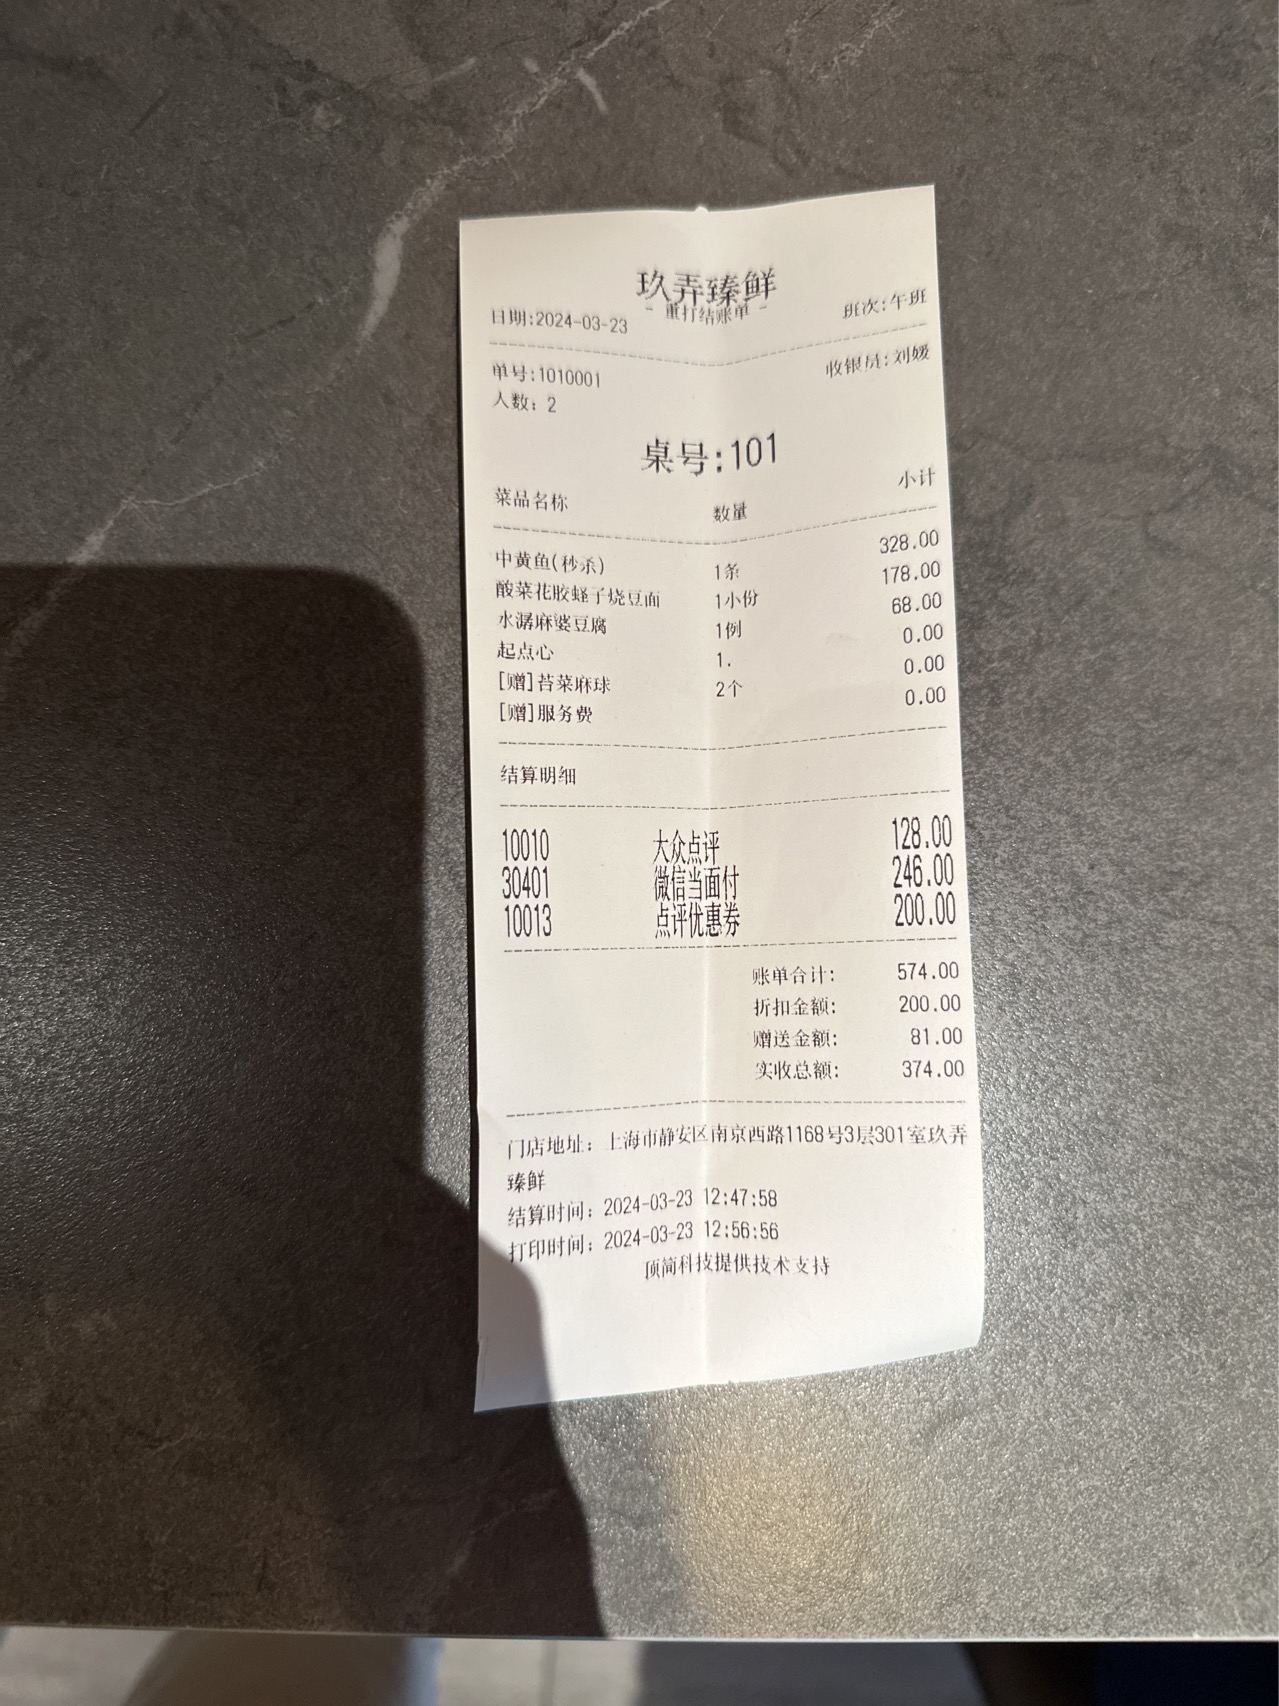 玖弄臻鲜
- 重打结账单 -
日期:2024-03-23 班次:午班
单号:1010001 收银员:刘嫒
人数: 2
桌号:101
菜品名称 数量 小计
中黄鱼(秒杀) 1条 328.00
酸菜花胶蛏子烧豆面 1小份 178.00
水潺麻婆豆腐 1例 68.00
起点心 1. 0.00
[赠]苔菜麻球 2个 0.00
[赠]服务费 0.00
结算明细
10010 大众点评 128.00
30401 微信当面付 246.00
10013 点评优惠券 200.00
账单合计: 574.00
折扣金额: 200.00
赠送金额: 81.00
实收总额: 374.00
门店地址: 上海市静安区南京西路1168号3层301室玖弄
臻鲜
结算时间: 2024-03-23 12:47:58
打印时间: 2024-03-23 12:56:56
顶简科技提供技术支持